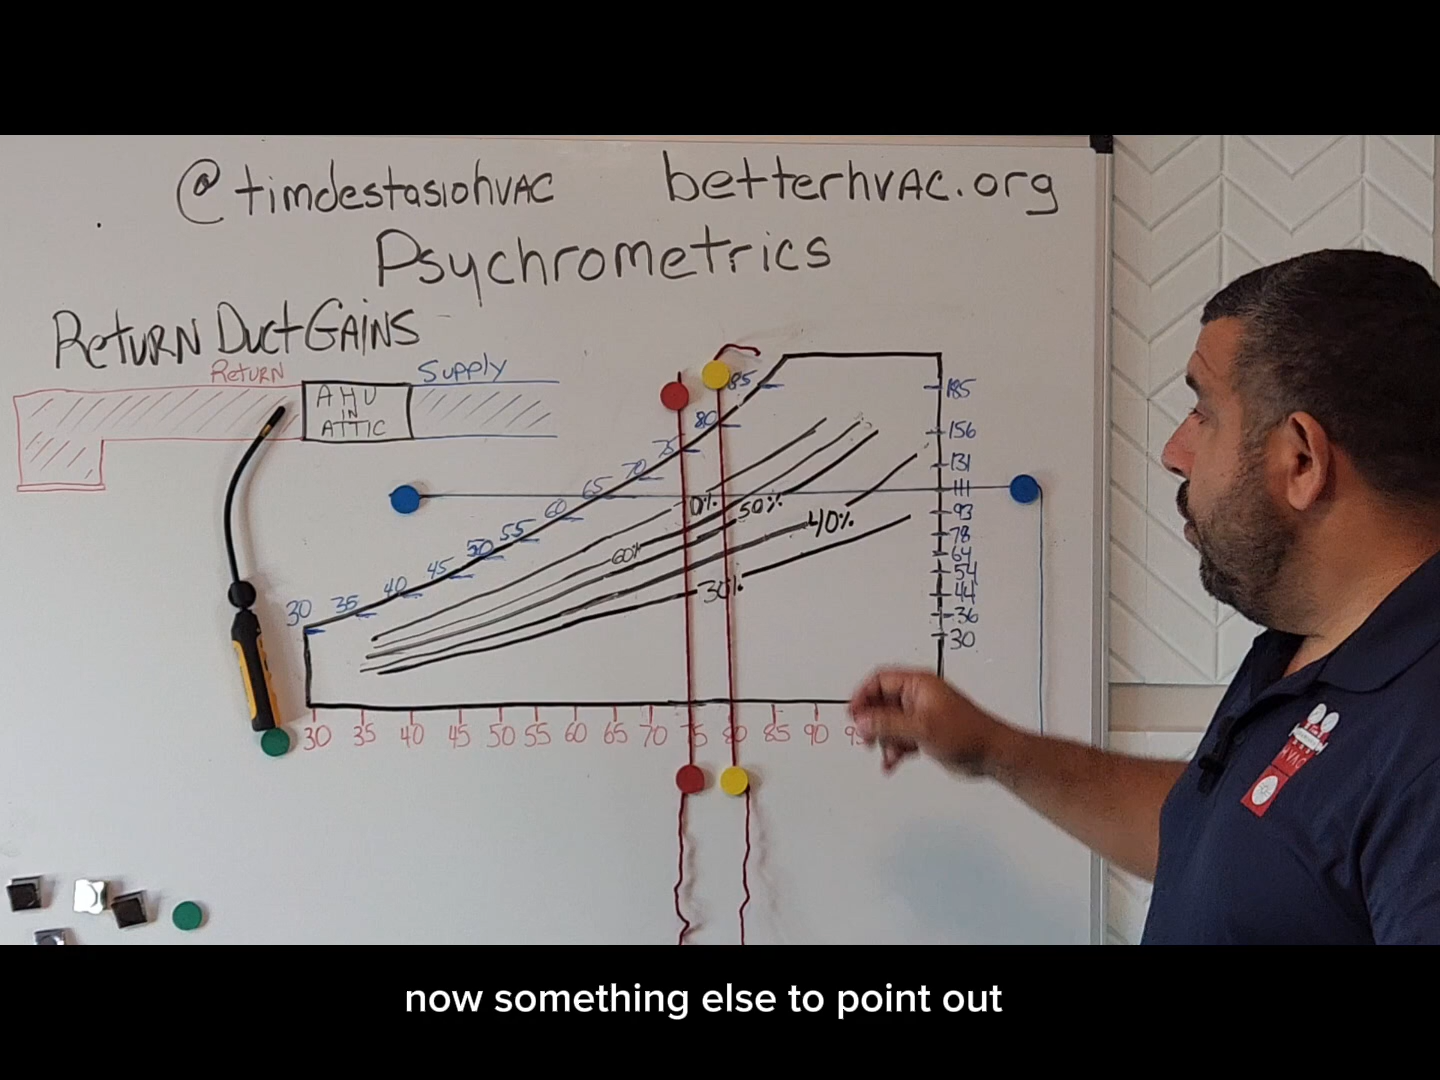 @timdestasiohVAC betterhvac.org
Psychrometrics
RETURN DUCT GAINS
RETURN
Supply
AHU
IN
ATTIC
85
80
75
70
65
60
55
50
45
40
35
30
0%
50%
60%
40%
30%
185
156
131
111
93
78
64
54
44
36
30
30 35 40 45 50 55 60 65 70 75 80 85 90 95
HVAC
now something else to point out